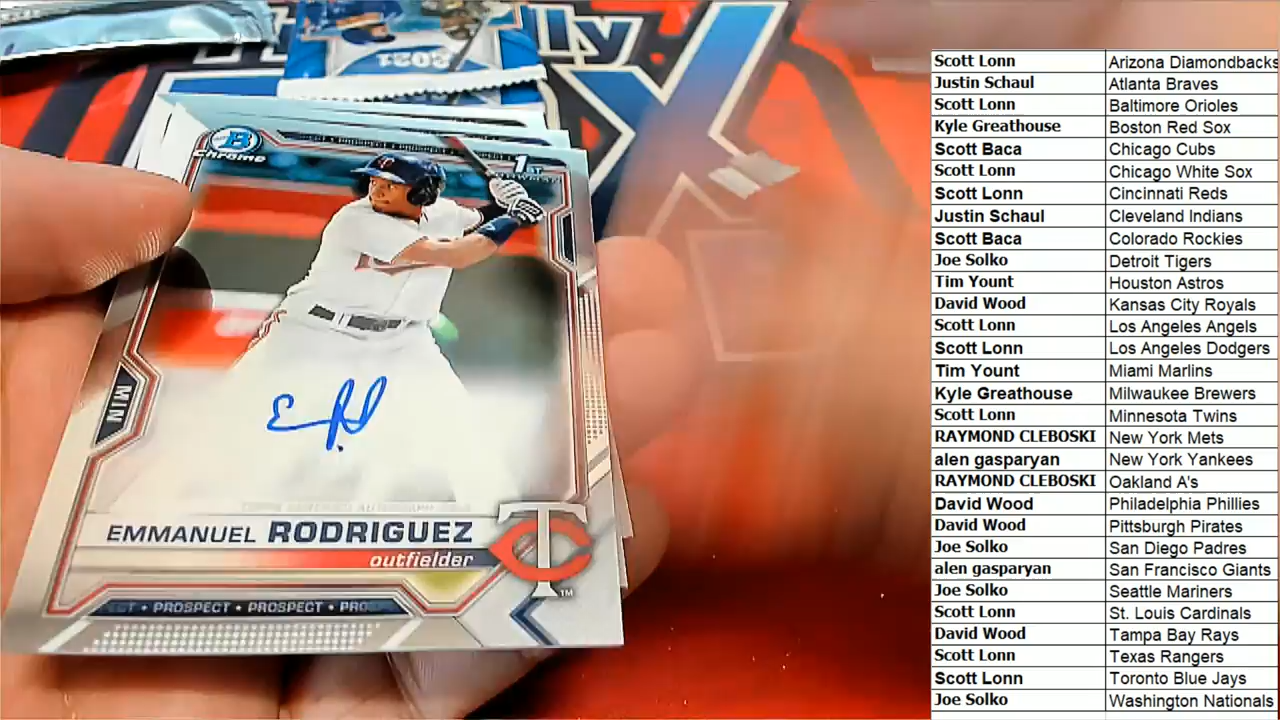 lly
2021
B
Chrome
PROSPECT • PROSPECT
1ST
BOWMAN
MIN
EMMANUEL RODRIGUEZ
outfielder
TC
TM
• PROSPECT • PROSPECT •
Scott Lonn Arizona Diamondbacks
Justin Schaul Atlanta Braves
Scott Lonn Baltimore Orioles
Kyle Greathouse Boston Red Sox
Scott Baca Chicago Cubs
Scott Lonn Chicago White Sox
Scott Lonn Cincinnati Reds
Justin Schaul Cleveland Indians
Scott Baca Colorado Rockies
Joe Solko Detroit Tigers
Tim Yount Houston Astros
David Wood Kansas City Royals
Scott Lonn Los Angeles Angels
Scott Lonn Los Angeles Dodgers
Tim Yount Miami Marlins
Kyle Greathouse Milwaukee Brewers
Scott Lonn Minnesota Twins
RAYMOND CLEBOSKI New York Mets
alen gasparyan New York Yankees
RAYMOND CLEBOSKI Oakland A's
David Wood Philadelphia Phillies
David Wood Pittsburgh Pirates
Joe Solko San Diego Padres
alen gasparyan San Francisco Giants
Joe Solko Seattle Mariners
Scott Lonn St. Louis Cardinals
David Wood Tampa Bay Rays
Scott Lonn Texas Rangers
Scott Lonn Toronto Blue Jays
Joe Solko Washington Nationals